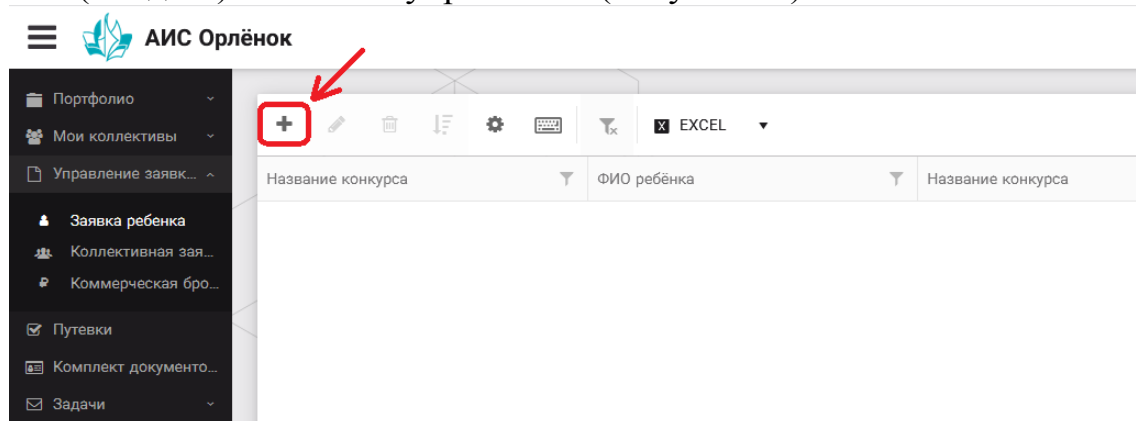 АИС Орлёнок
Портфолио
Мои коллективы
Управление заявк...
Заявка ребенка
Коллективная зая...
Коммерческая бро...
Путевки
Комплект документо...
Задачи
EXCEL
Название конкурса
ФИО ребёнка
Название конкурса